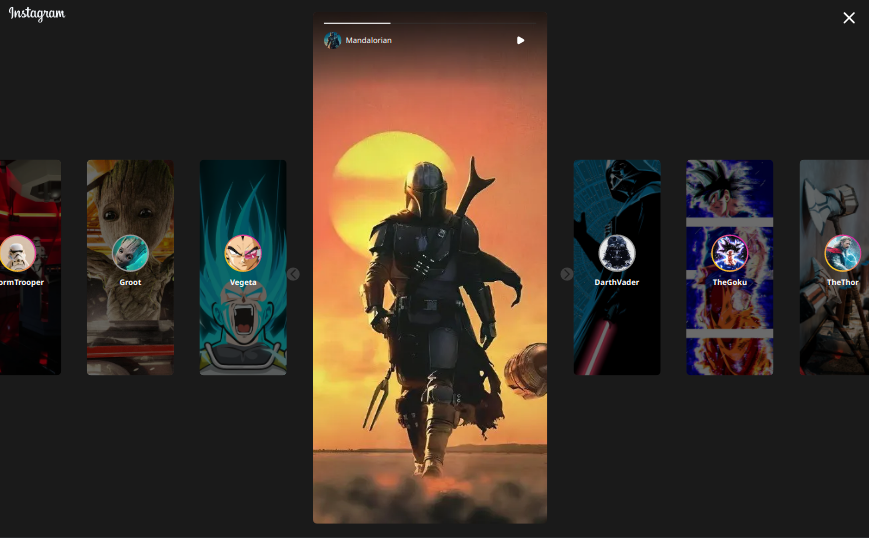 Instagram
Mandalorian
ormTrooper
Groot
Vegeta
DarthVader
TheGoku
TheThor